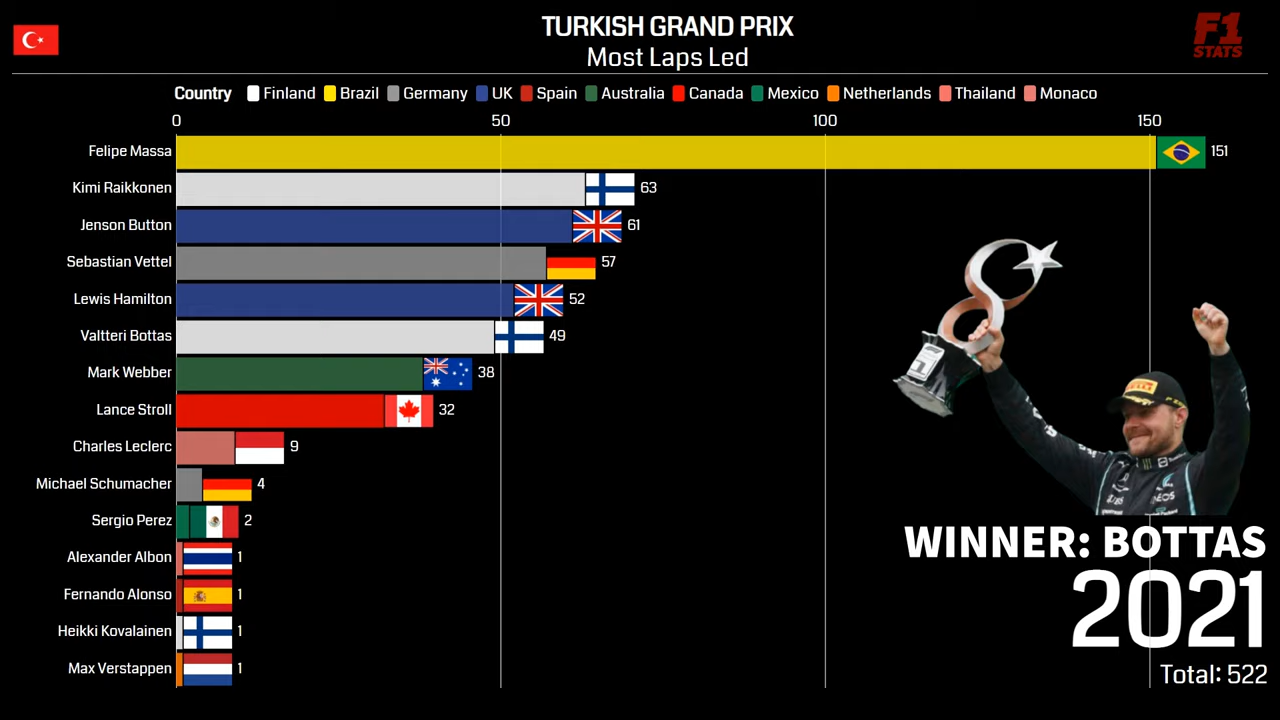 TURKISH GRAND PRIX
Most Laps Led
F1
STATS
Country Finland Brazil Germany UK Spain Australia Canada Mexico Netherlands Thailand Monaco
0 50 100 150
Felipe Massa 151
Kimi Raikkonen 63
Jenson Button 61
Sebastian Vettel 57
Lewis Hamilton 52
Valtteri Bottas 49
Mark Webber 38
Lance Stroll 32
Charles Leclerc 9
Michael Schumacher 4
Sergio Perez 2
Alexander Albon 1
Fernando Alonso 1
Heikki Kovalainen 1
Max Verstappen 1
WINNER: BOTTAS
2021
Total: 522